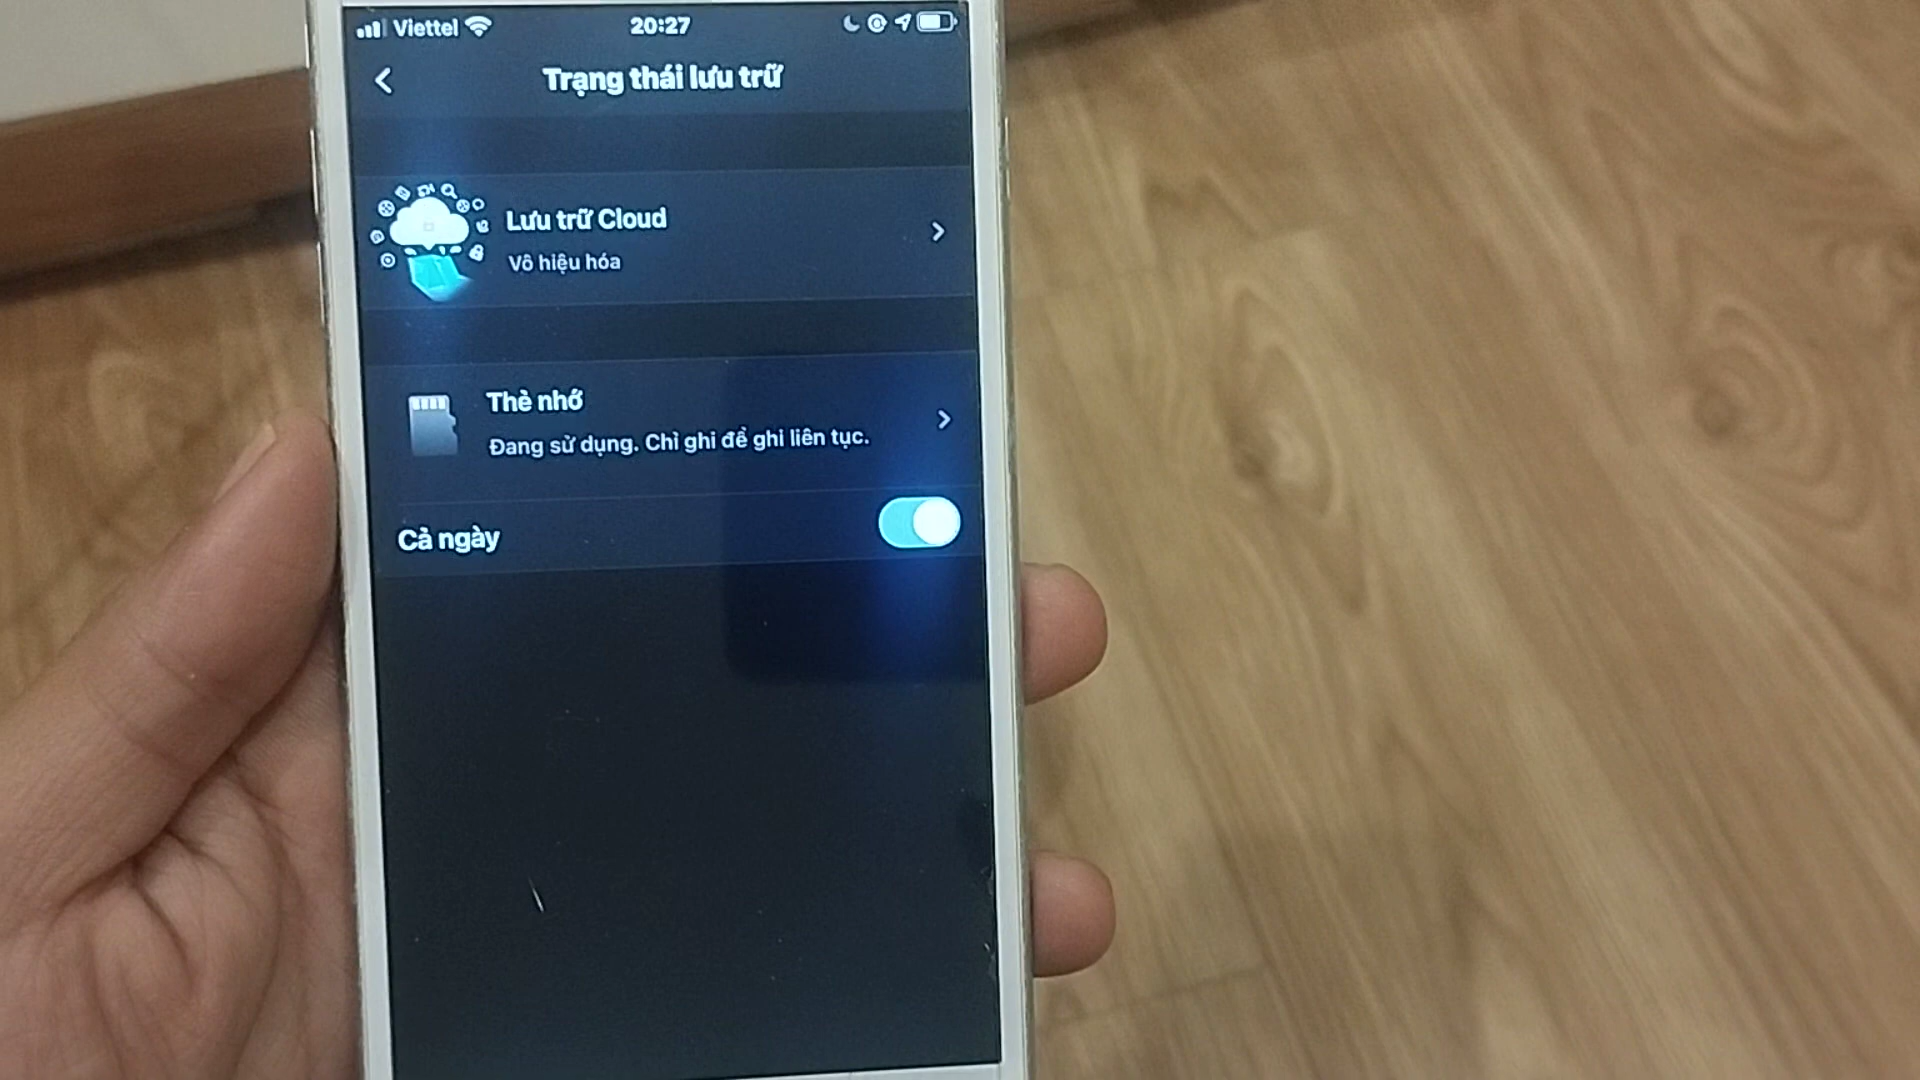 Viettel 20:27
Trạng thái lưu trữ
Lưu trữ Cloud
Vô hiệu hóa
Thẻ nhớ
Đang sử dụng. Chỉ ghi để ghi liên tục.
Cả ngày